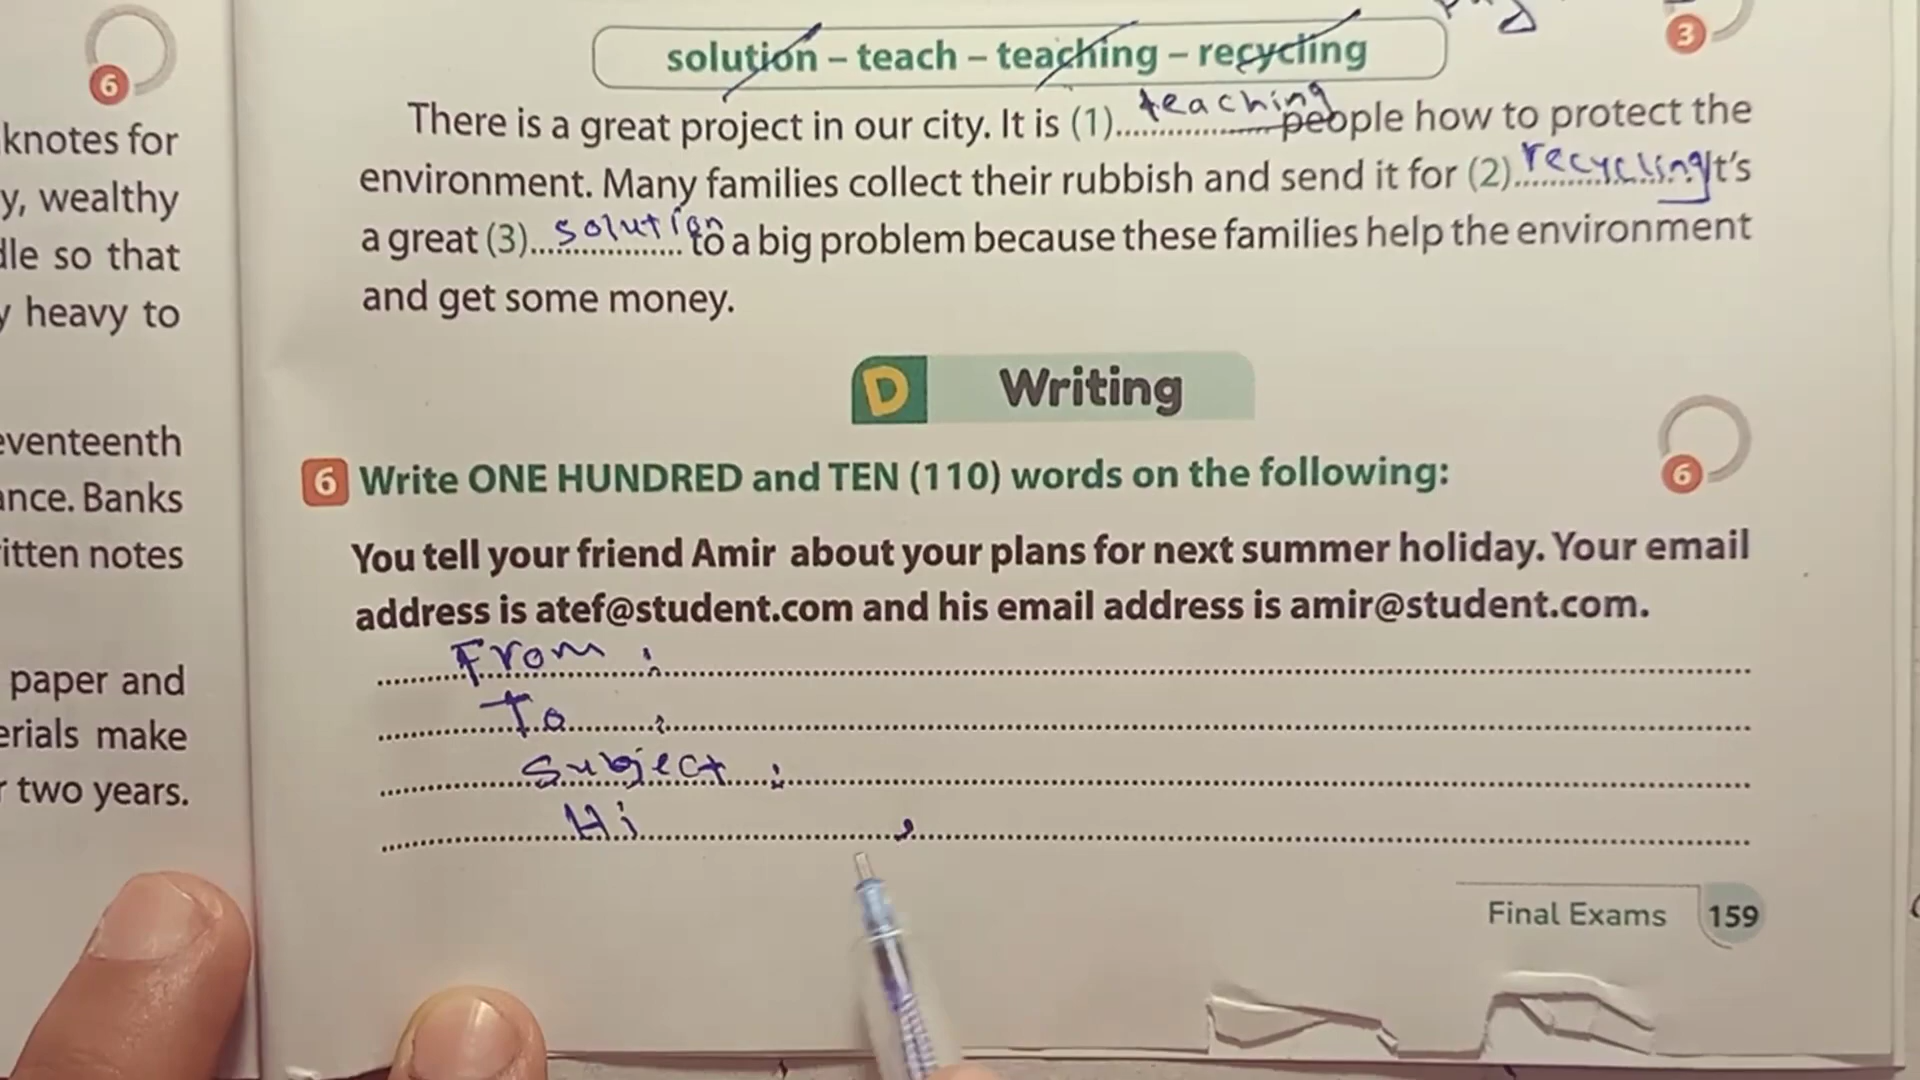 6
3
solution – teach – teaching – recycling
There is a great project in our city. It is (1) teaching people how to protect the
environment. Many families collect their rubbish and send it for (2) recycling It's
a great (3) solution to a big problem because these families help the environment
and get some money.
knotes for
y, wealthy
dle so that
y heavy to
eventeenth
ance. Banks
itten notes
paper and
erials make
r two years.
D Writing
6
6 Write ONE HUNDRED and TEN (110) words on the following:
You tell your friend Amir about your plans for next summer holiday. Your email
address is atef@student.com and his email address is amir@student.com.
From :
To :
Subject :
Hi ,
Final Exams 159